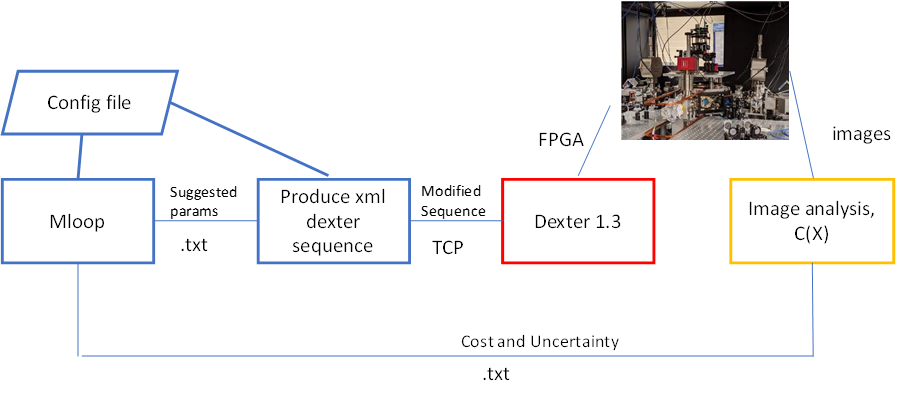 Config file
FPGA
images
Mloop
Suggested
params
.txt
Produce xml
dexter
sequence
Modified
Sequence
TCP
Dexter 1.3
Image analysis,
C(X)
Cost and Uncertainty
.txt